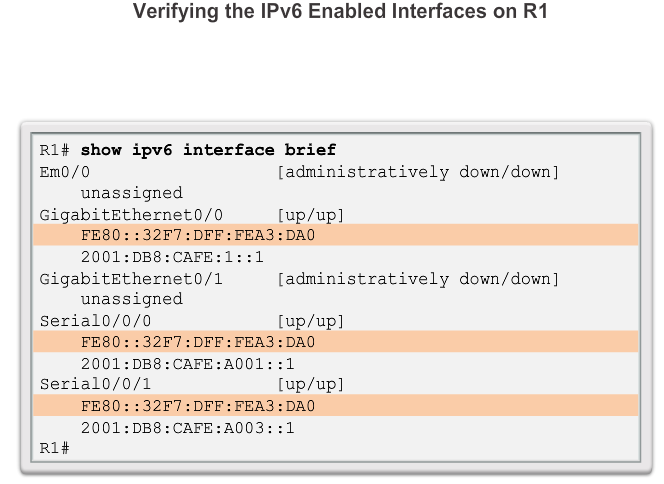 Verifying the IPv6 Enabled Interfaces on R1
R1# show ipv6 interface brief
Em0/0 [administratively down/down]
unassigned
GigabitEthernet0/0 [up/up]
FE80::32F7:DFF:FEA3:DA0
2001:DB8:CAFE:1::1
GigabitEthernet0/1 [administratively down/down]
unassigned
Serial0/0/0 [up/up]
FE80::32F7:DFF:FEA3:DA0
2001:DB8:CAFE:A001::1
Serial0/0/1 [up/up]
FE80::32F7:DFF:FEA3:DA0
2001:DB8:CAFE:A003::1
R1#